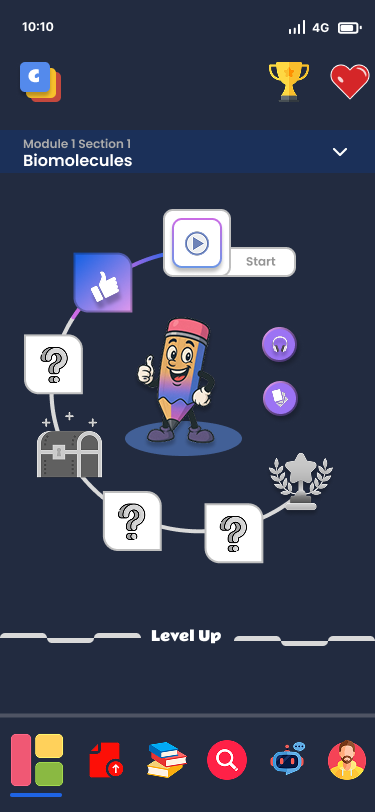 10:10
4G
Module 1 Section 1
Biomolecules
Start
?
?
?
Level Up